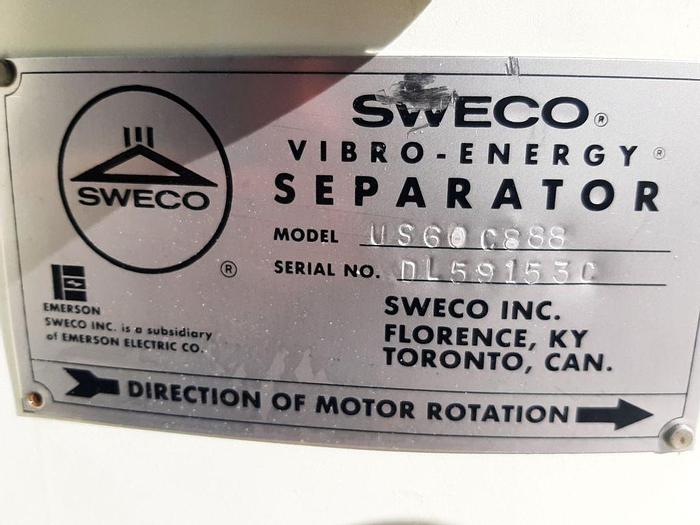 SWECO®
VIBRO-ENERGY®
SEPARATOR
MODEL US60C888
SERIAL NO. DL59153C
SWECO
®
EMERSON
SWECO INC. is a subsidiary
of EMERSON ELECTRIC CO.
SWECO INC.
FLORENCE, KY
TORONTO, CAN.
DIRECTION OF MOTOR ROTATION